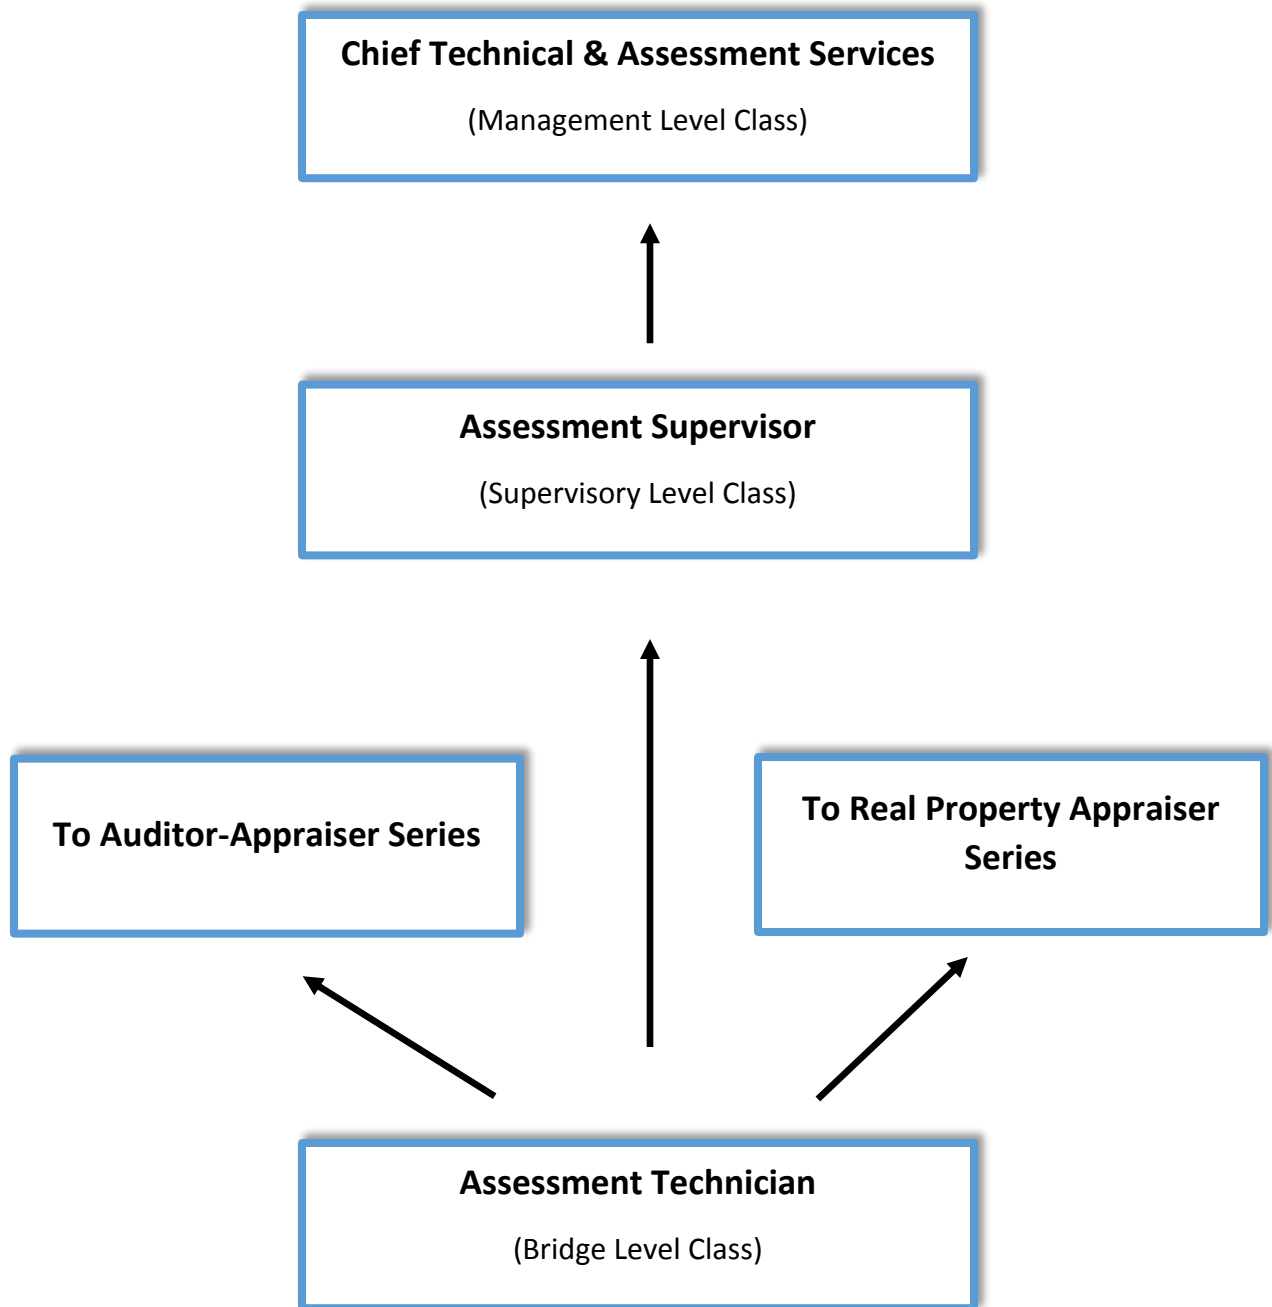 Chief Technical & Assessment Services
(Management Level Class)
Assessment Supervisor
(Supervisory Level Class)
To Auditor-Appraiser Series
To Real Property Appraiser
Series
Assessment Technician
(Bridge Level Class)